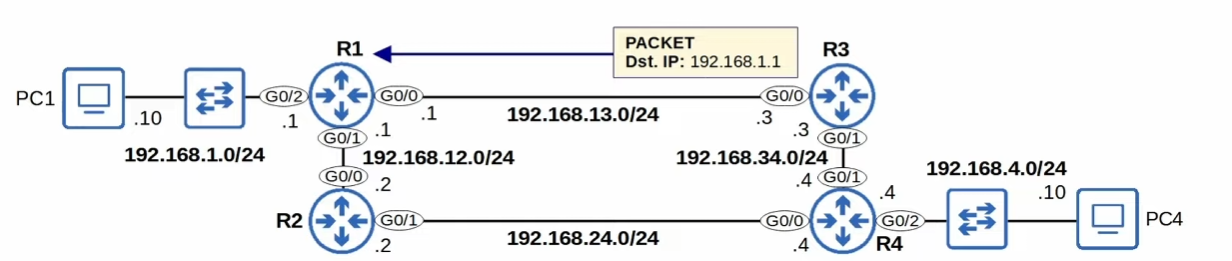 PACKET
Dst. IP: 192.168.1.1
R1
R3
PC1
.10
G0/2
.1
G0/0
.1
192.168.13.0/24
G0/0
.3
192.168.1.0/24
.1
G0/1
192.168.12.0/24
G0/0
.2
.3
G0/1
192.168.34.0/24
G0/1
.4
192.168.4.0/24
.4
.10
R2
G0/1
.2
192.168.24.0/24
G0/0
.4
G0/2
R4
PC4